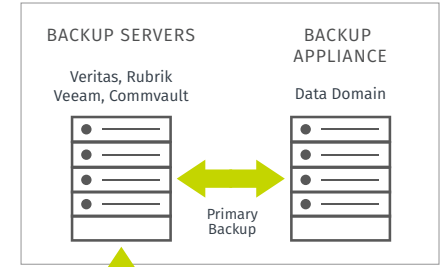 BACKUP SERVERS
Veritas, Rubrik
Veeam, Commvault
BACKUP
APPLIANCE
Data Domain
Primary
Backup